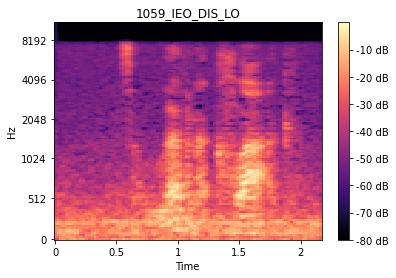 1059_IEO_DIS_LO
8192
4096
2048
1024
512
0
Hz
0
0.5
1
1.5
2
Time
-10 dB
-20 dB
-30 dB
-40 dB
-50 dB
-60 dB
-70 dB
-80 dB